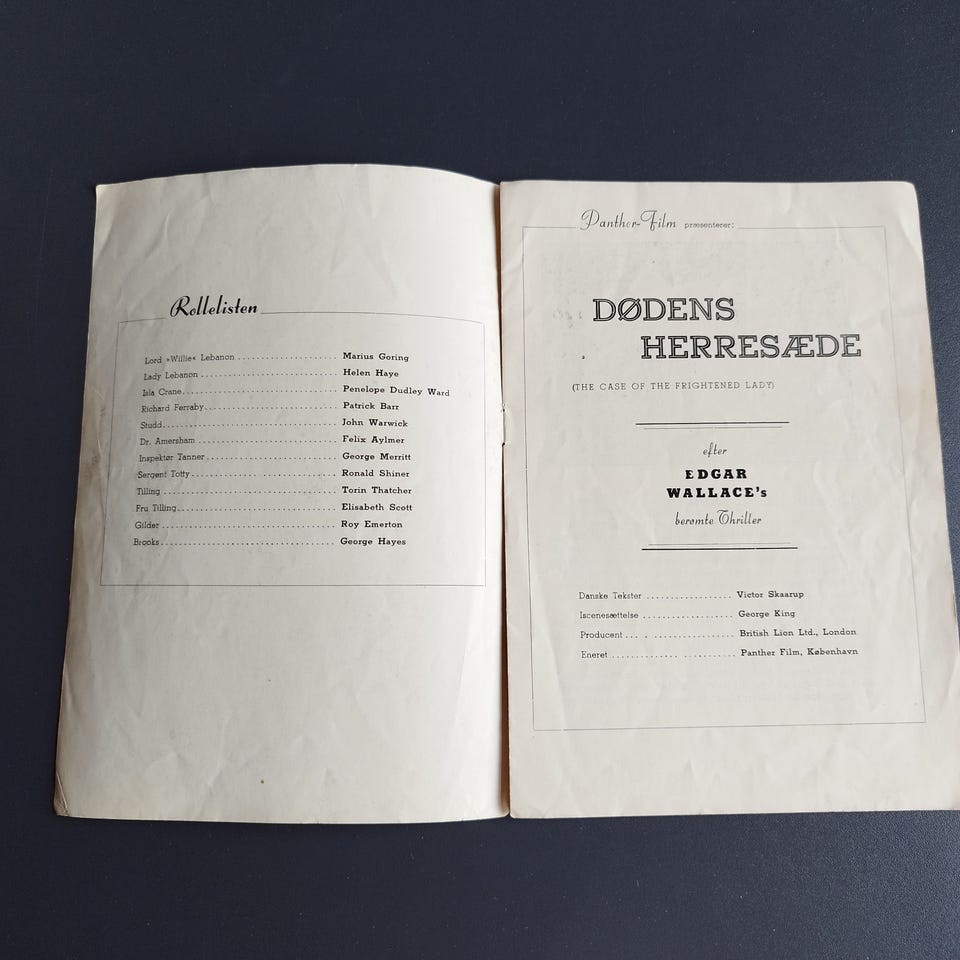 Rollelisten
Lord »Willie« Lebanon ........................ Marius Goring
Lady Lebanon ................................. Helen Haye
Isla Crane.................................... Penelope Dudley Ward
Richard Ferraby............................... Patrick Barr
Studd......................................... John Warwick
Dr. Amersham ................................. Felix Aylmer
Inspektør Tanner ............................. George Merritt
Sergent Totty................................. Ronald Shiner
Tilling ...................................... Torin Thatcher
Fru Tilling................................... Elisabeth Scott
Gilder ....................................... Roy Emerton
Brooks........................................ George Hayes
Panther-Film præsenterer:
DØDENS
HERRESÆDE
(THE CASE OF THE FRIGHTENED LADY)
efter
EDGAR
WALLACE's
berømte Thriller
Danske Tekster .................. Victor Skaarup
Iscenesættelse ................... George King
Producent ... . .................. British Lion Ltd., London
Eneret .............. ........... Panther Film, København